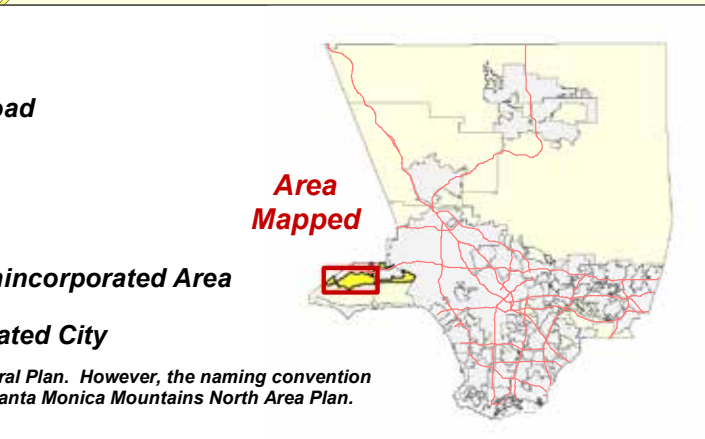 oad
Area
Mapped
nincorporated Area
ated City
ral Plan. However, the naming convention
anta Monica Mountains North Area Plan.